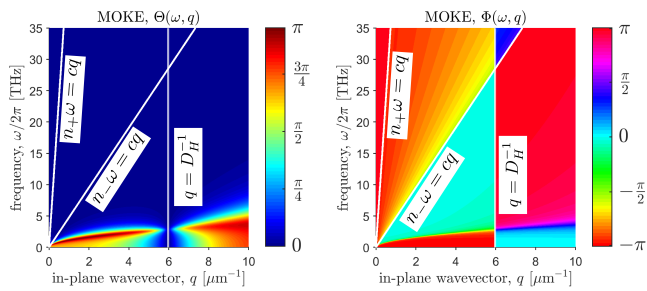 MOKE, Θ(ω, q)
frequency, ω/2π [THz]
35
30
25
20
15
10
5
0
n₊ω = cq
n₋ω = cq
q = D_H⁻¹
0 2 4 6 8 10
in-plane wavevector, q [μm⁻¹]
π
3π/4
π/2
π/4
0
MOKE, Φ(ω, q)
frequency, ω/2π [THz]
35
30
25
20
15
10
5
0
n₊ω = cq
n₋ω = cq
q = D_H⁻¹
0 2 4 6 8 10
in-plane wavevector, q [μm⁻¹]
π
π/2
0
−π/2
−π